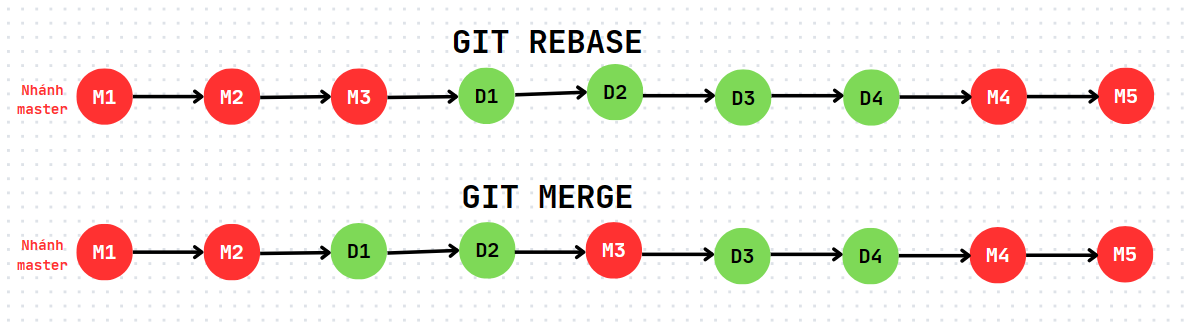 GIT REBASE
Nhánh
master
M1 M2 M3 D1 D2 D3 D4 M4 M5
GIT MERGE
Nhánh
master
M1 M2 D1 D2 M3 D3 D4 M4 M5